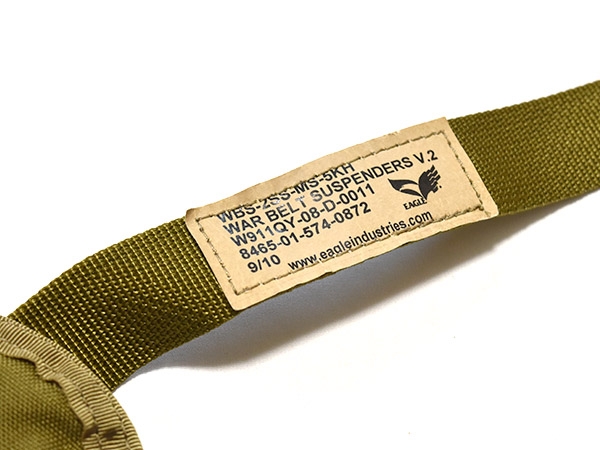 WBS-2SS-MS-5KH
WAR BELT SUSPENDERS V.2
W911QY-08-D-0011
8465-01-574-0872
9/10 www.eagleindustries.com
EAGLE